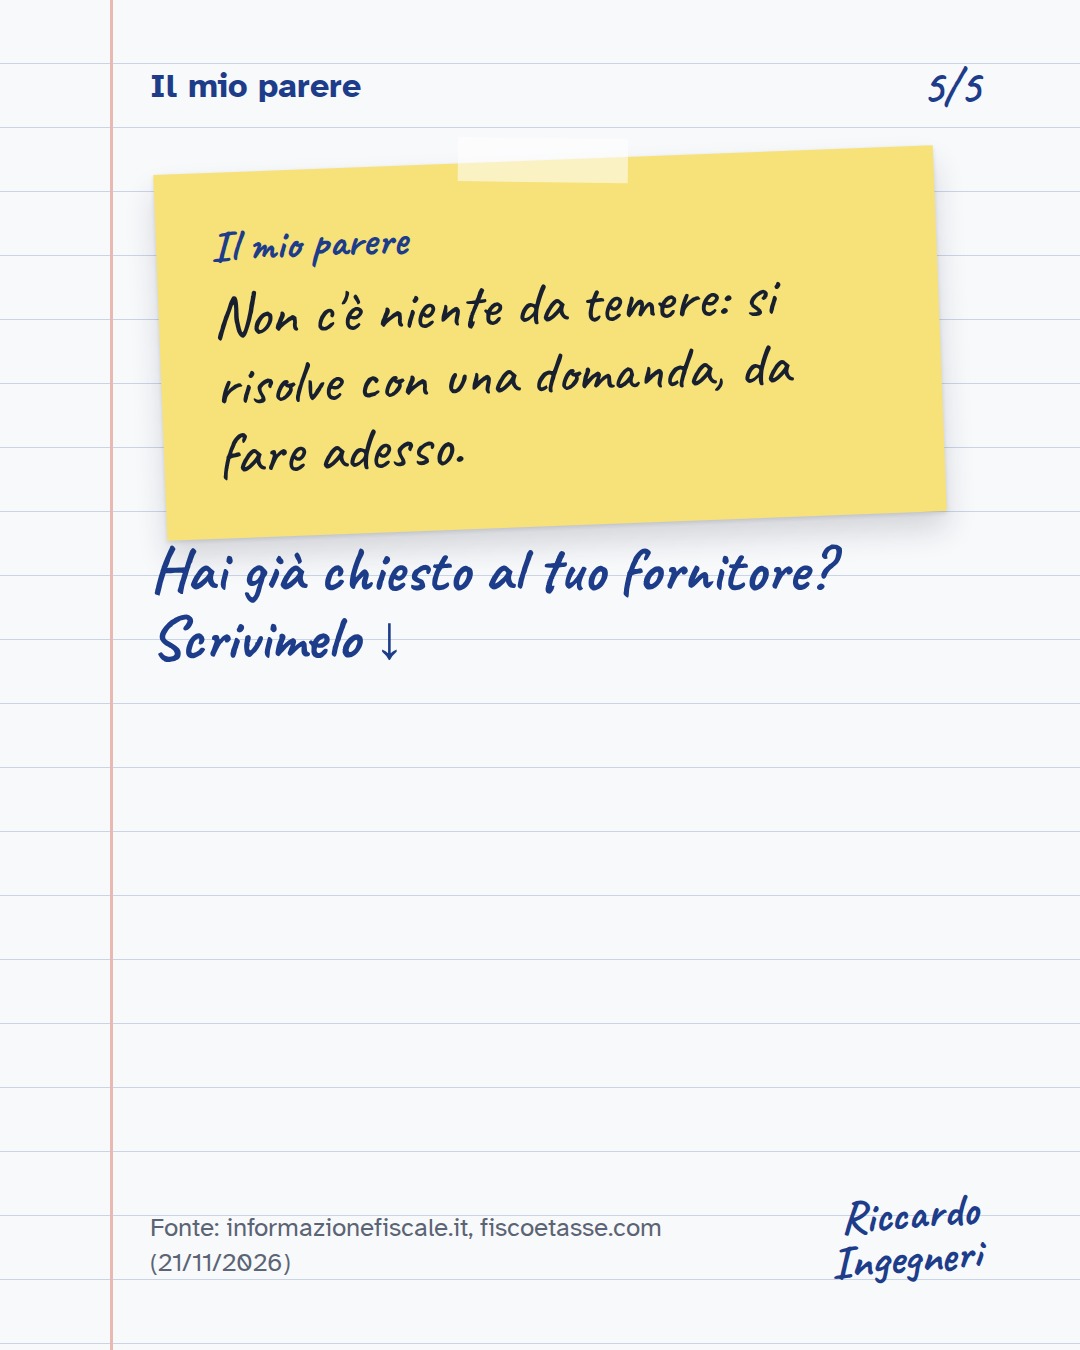 Il mio parere
5/5
Il mio parere
Non c'è niente da temere: si
risolve con una domanda, da
fare adesso.
Hai già chiesto al tuo fornitore?
Scrivimelo ↓
Fonte: informazionefiscale.it, fiscoetasse.com
(21/11/2026)
Riccardo
Ingegneri